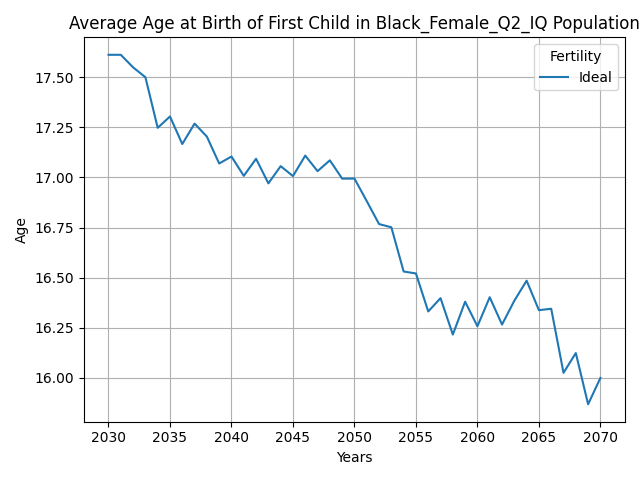 Average Age at Birth of First Child in Black_Female_Q2_IQ Population
Fertility
Ideal
17.50
17.25
17.00
16.75
16.50
16.25
16.00
Age
2030 2035 2040 2045 2050 2055 2060 2065 2070
Years